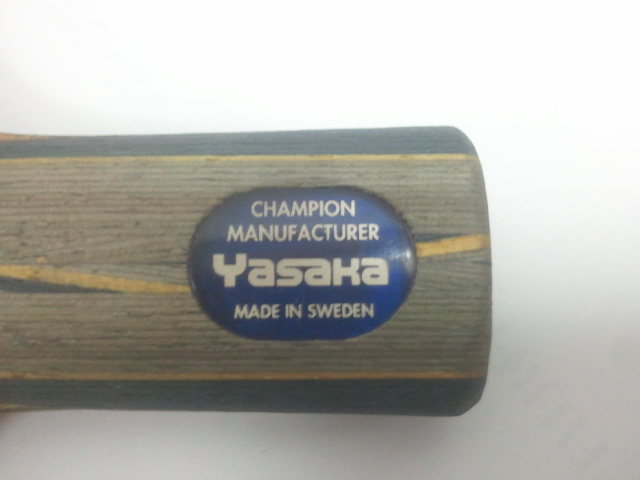 CHAMPION
MANUFACTURER
Yasaka
MADE IN SWEDEN